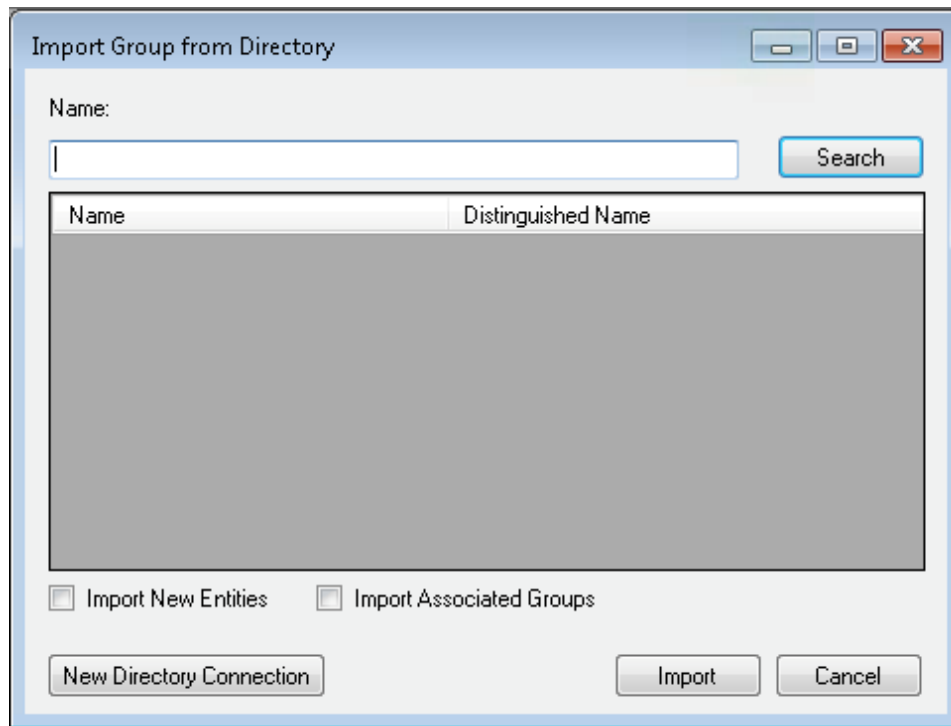 Import Group from Directory
Name:
Search
Name Distinguished Name
Import New Entities Import Associated Groups
New Directory Connection Import Cancel